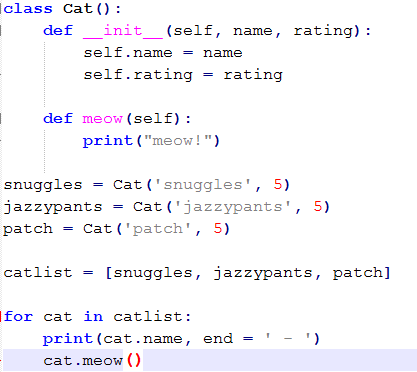 class Cat():
    def __init__(self, name, rating):
        self.name = name
        self.rating = rating
    def meow(self):
        print("meow!")
snuggles = Cat('snuggles', 5)
jazzypants = Cat('jazzypants', 5)
patch = Cat('patch', 5)
catlist = [snuggles, jazzypants, patch]
for cat in catlist:
    print(cat.name, end = ' - ')
    cat.meow()